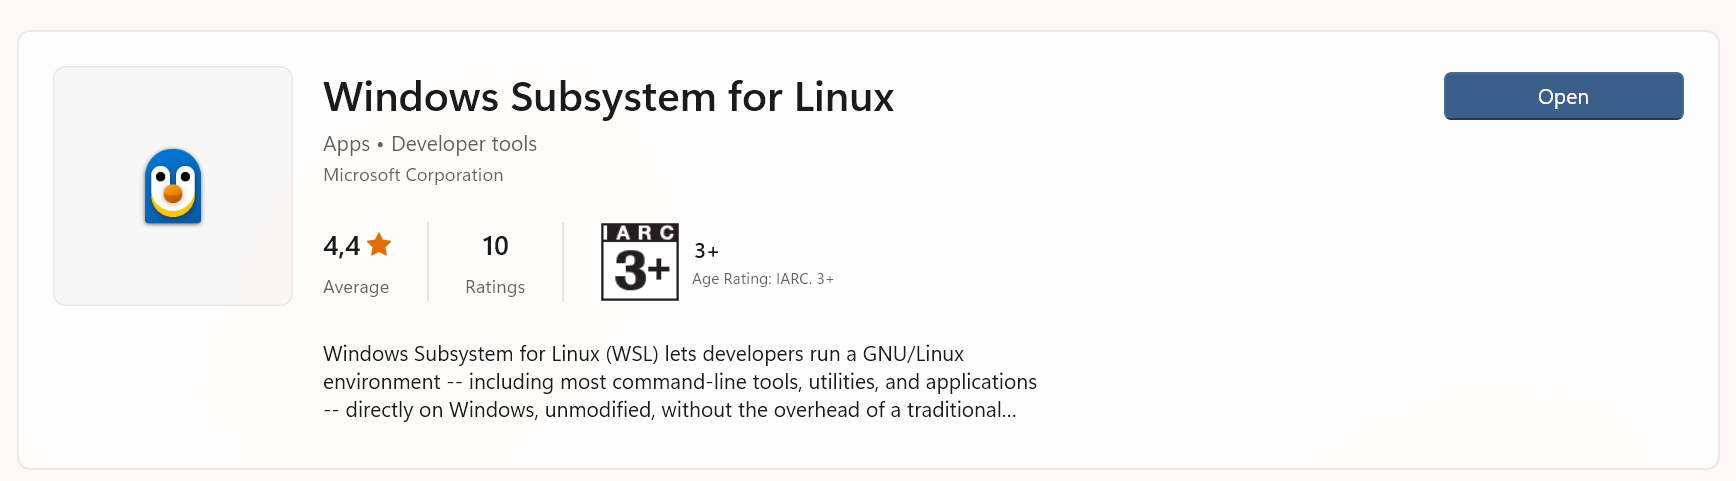 Windows Subsystem for Linux
Open
Apps • Developer tools
Microsoft Corporation
4,4
Average
10
Ratings
IARC
3+
3+
Age Rating: IARC. 3+
Windows Subsystem for Linux (WSL) lets developers run a GNU/Linux
environment -- including most command-line tools, utilities, and applications
-- directly on Windows, unmodified, without the overhead of a traditional...